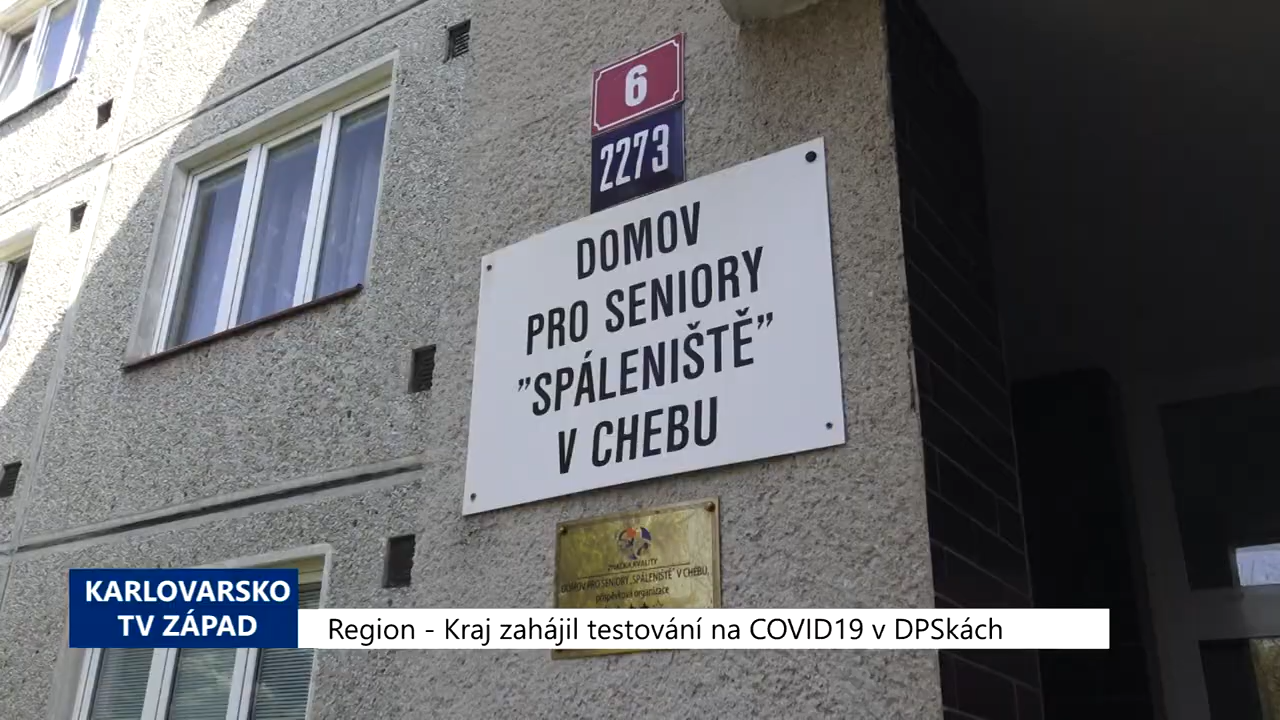 6
2273
DOMOV
PRO SENIORY
”SPÁLENIŠTĚ”
V CHEBU
ZNAČKA KVALITY
DOMOV PRO SENIORY „SPÁLENIŠTĚ“ V CHEBU,
příspěvková organizace
KARLOVARSKO
TV ZÁPAD
Region - Kraj zahájil testování na COVID19 v DPSkách